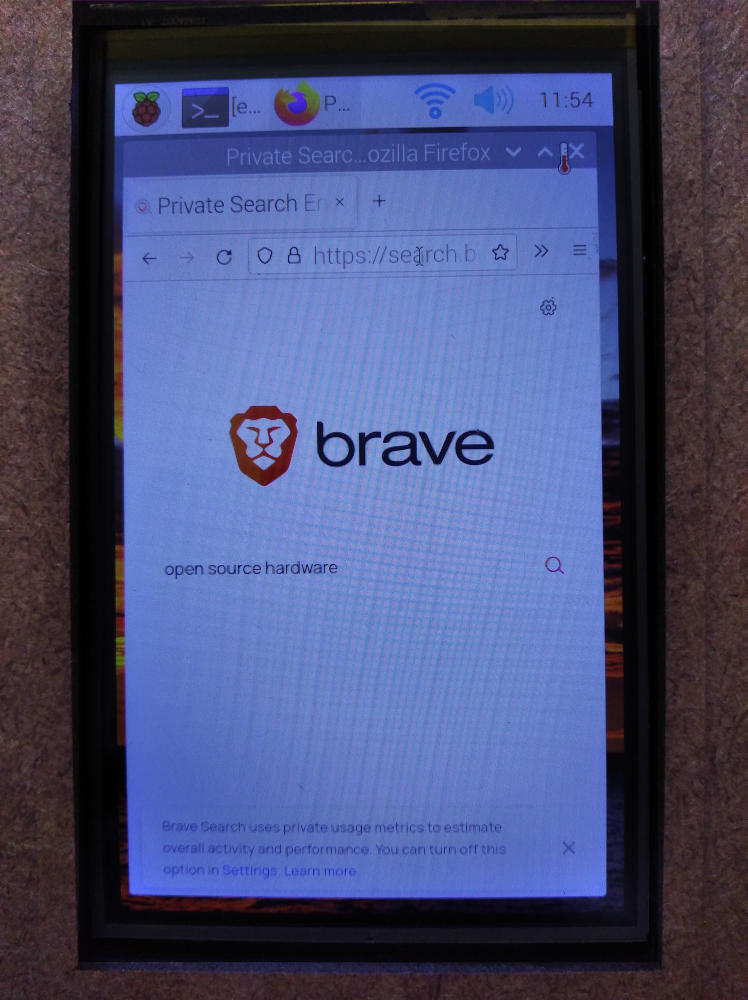 >_ [e... P... 11:54
Private Searc...ozilla Firefox
Private Search En
https://search.b
brave
open source hardware
Brave Search uses private usage metrics to estimate
overall activity and performance. You can turn off this
option in Settings. Learn more.